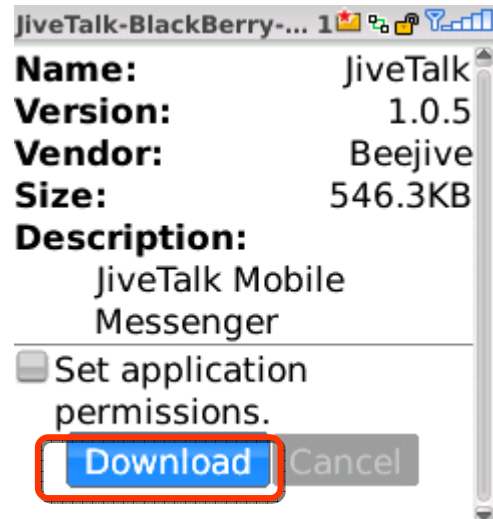 JiveTalk-BlackBerry-... 1
Name: JiveTalk
Version: 1.0.5
Vendor: Beejive
Size: 546.3KB
Description:
JiveTalk Mobile
Messenger
Set application
permissions.
Download Cancel